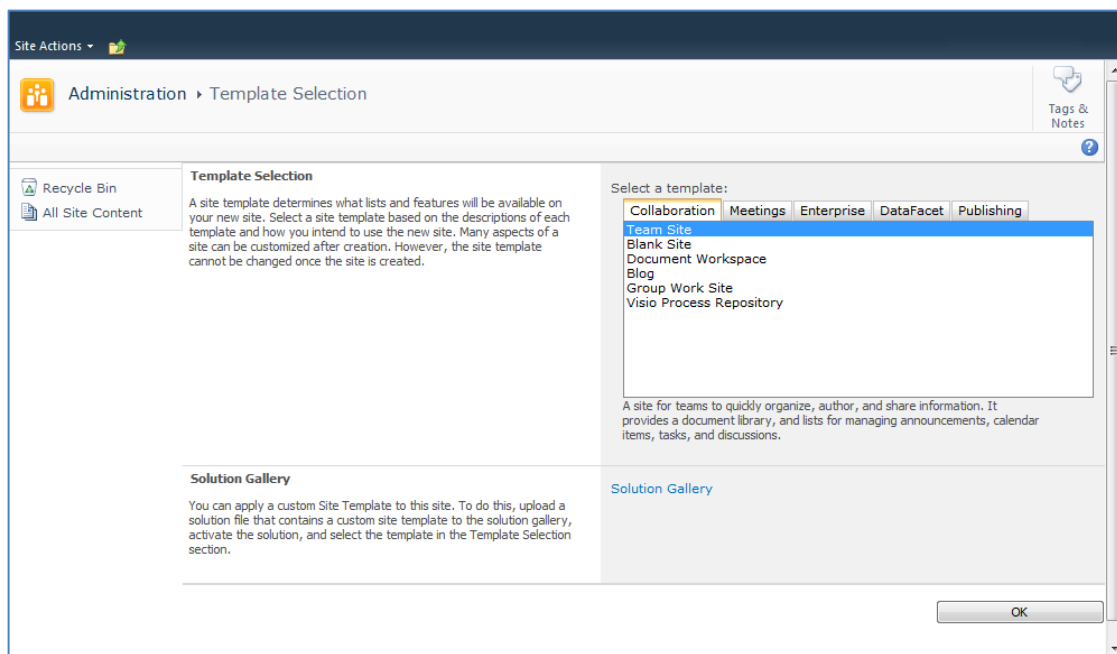 Site Actions
Administration ▸ Template Selection
Tags &
Notes
Recycle Bin
All Site Content
Template Selection
A site template determines what lists and features will be available on
your new site. Select a site template based on the descriptions of each
template and how you intend to use the new site. Many aspects of a
site can be customized after creation. However, the site template
cannot be changed once the site is created.
Select a template:
Collaboration Meetings Enterprise DataFacet Publishing
Team Site
Blank Site
Document Workspace
Blog
Group Work Site
Visio Process Repository
A site for teams to quickly organize, author, and share information. It
provides a document library, and lists for managing announcements, calendar
items, tasks, and discussions.
Solution Gallery
You can apply a custom Site Template to this site. To do this, upload a
solution file that contains a custom site template to the solution gallery,
activate the solution, and select the template in the Template Selection
section.
Solution Gallery
OK